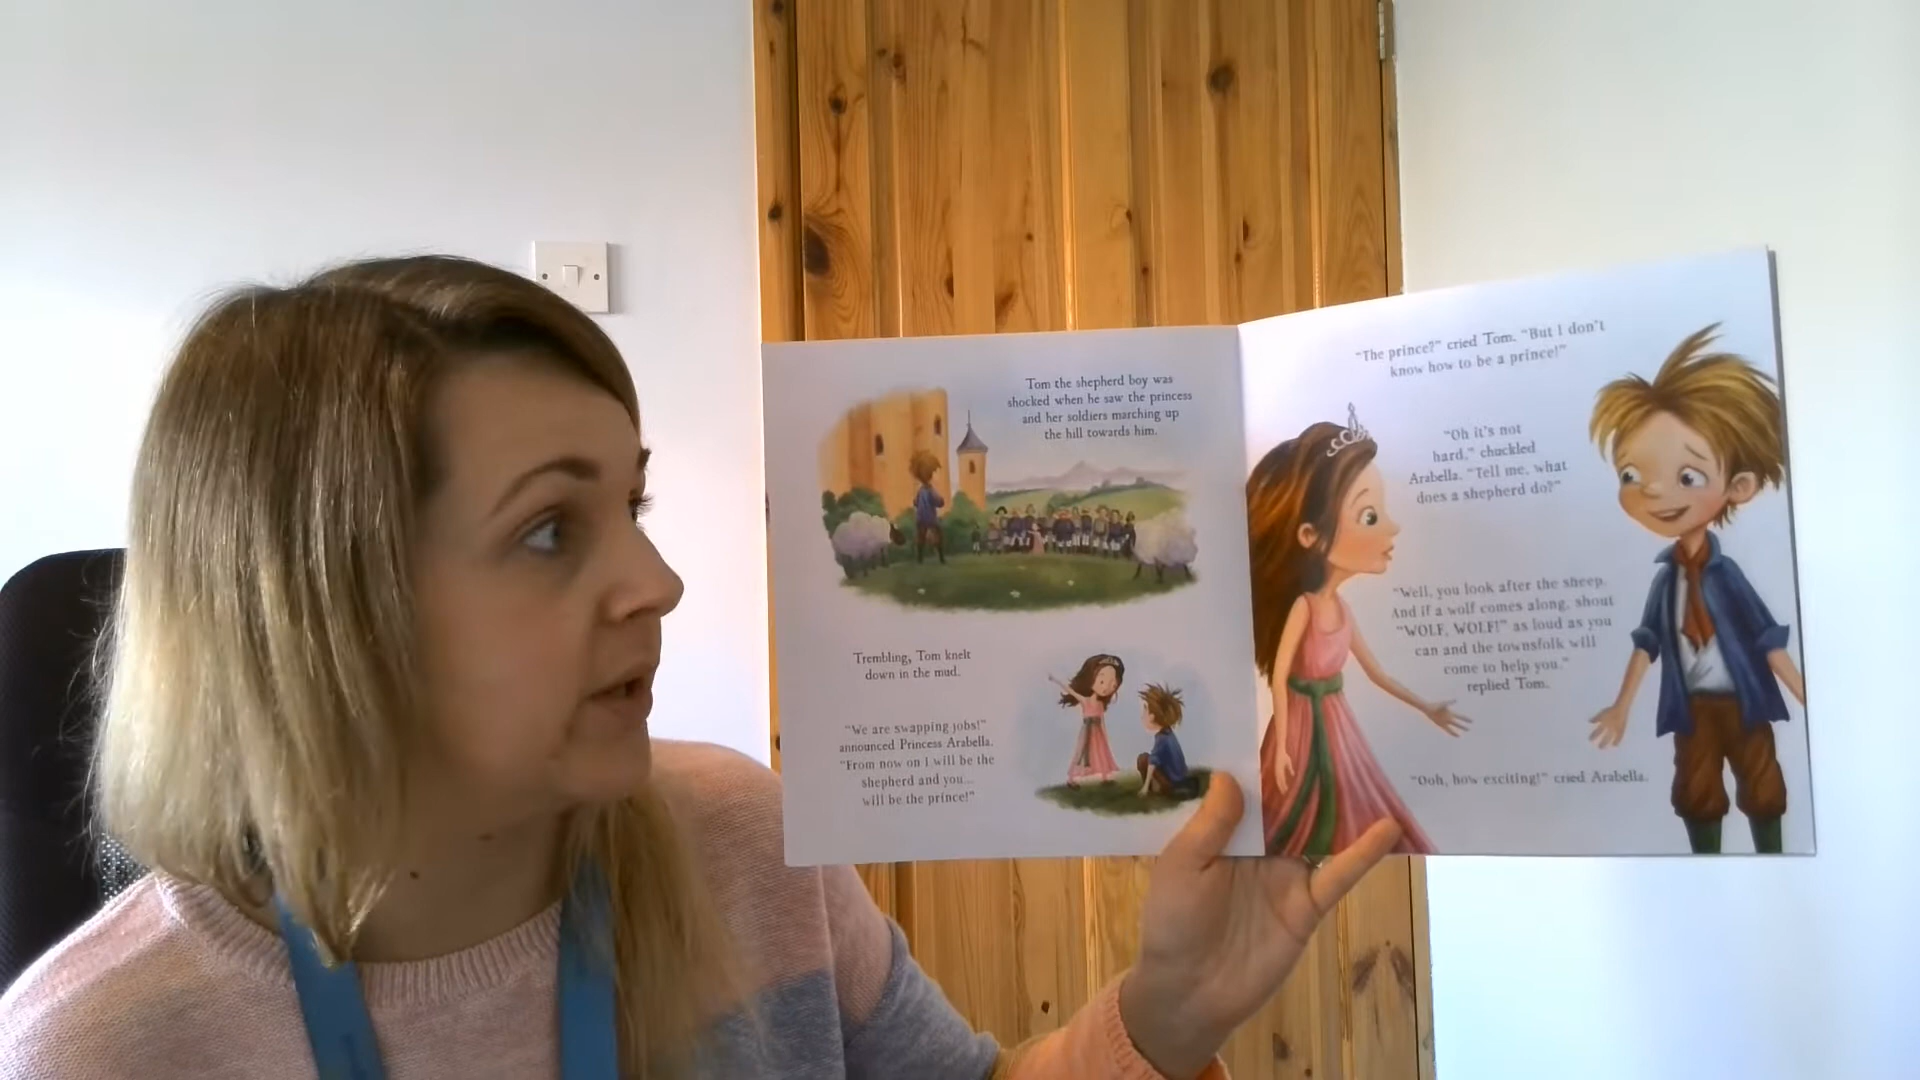 Tom the shepherd boy was
shocked when he saw the princess
and her soldiers marching up
the hill towards him.
Trembling, Tom knelt
down in the mud.
"We are swapping jobs!"
announced Princess Arabella.
"From now on I will be the
shepherd and you...
will be the prince!"
"The prince?" cried Tom. "But I don't
know how to be a prince!"
"Oh it's not
hard," chuckled
Arabella. "Tell me, what
does a shepherd do?"
"Well, you look after the sheep.
And if a wolf comes along, shout
"WOLF, WOLF!" as loud as you
can and the townsfolk will
come to help you."
replied Tom.
"Ooh, how exciting!" cried Arabella.